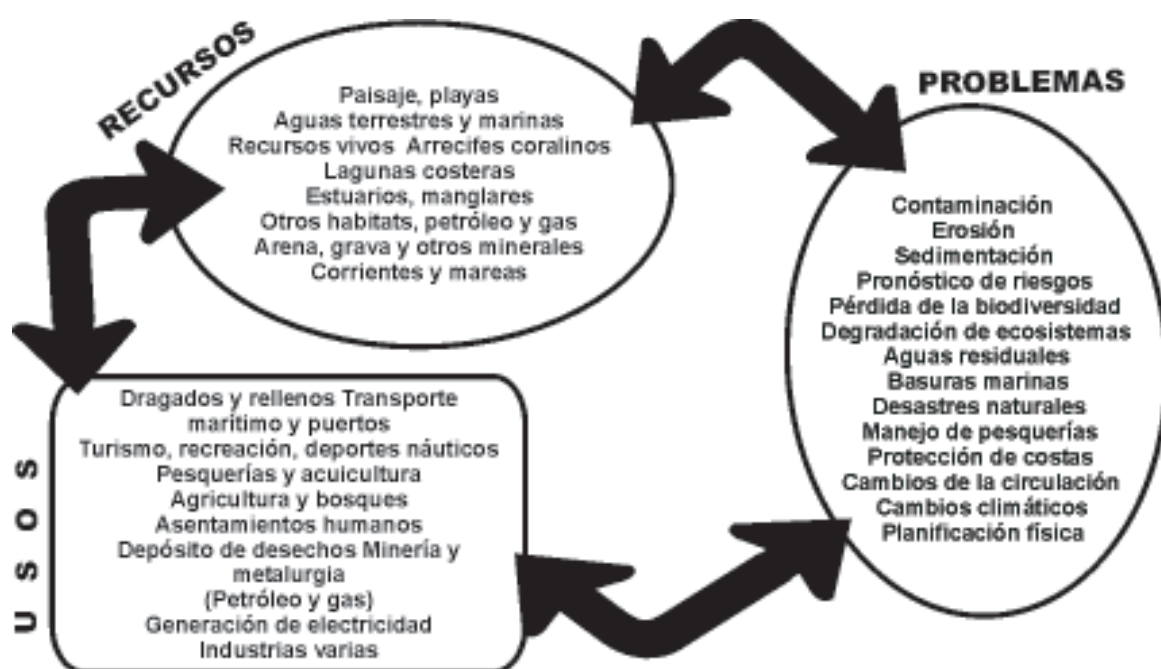 RECURSOS
Paisaje, playas
Aguas terrestres y marinas
Recursos vivos Arrecifes coralinos
Lagunas costeras
Estuarios, manglares
Otros habitats, petróleo y gas
Arena, grava y otros minerales
Corrientes y mareas
PROBLEMAS
Contaminación
Erosión
Sedimentación
Pronóstico de riesgos
Pérdida de la biodiversidad
Degradación de ecosistemas
Aguas residuales
Basuras marinas
Desastres naturales
Manejo de pesquerías
Protección de costas
Cambios de la circulación
Cambios climáticos
Planificación física
USOS
Dragados y rellenos Transporte
marítimo y puertos
Turismo, recreación, deportes náuticos
Pesquerías y acuicultura
Agricultura y bosques
Asentamientos humanos
Depósito de desechos Minería y
metalurgia
(Petróleo y gas)
Generación de electricidad
Industrias varias